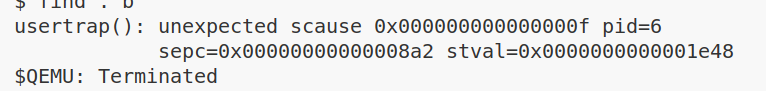 $ find . b
usertrap(): unexpected scause 0x000000000000000f pid=6
            sepc=0x00000000000008a2 stval=0x0000000000001e48
$QEMU: Terminated